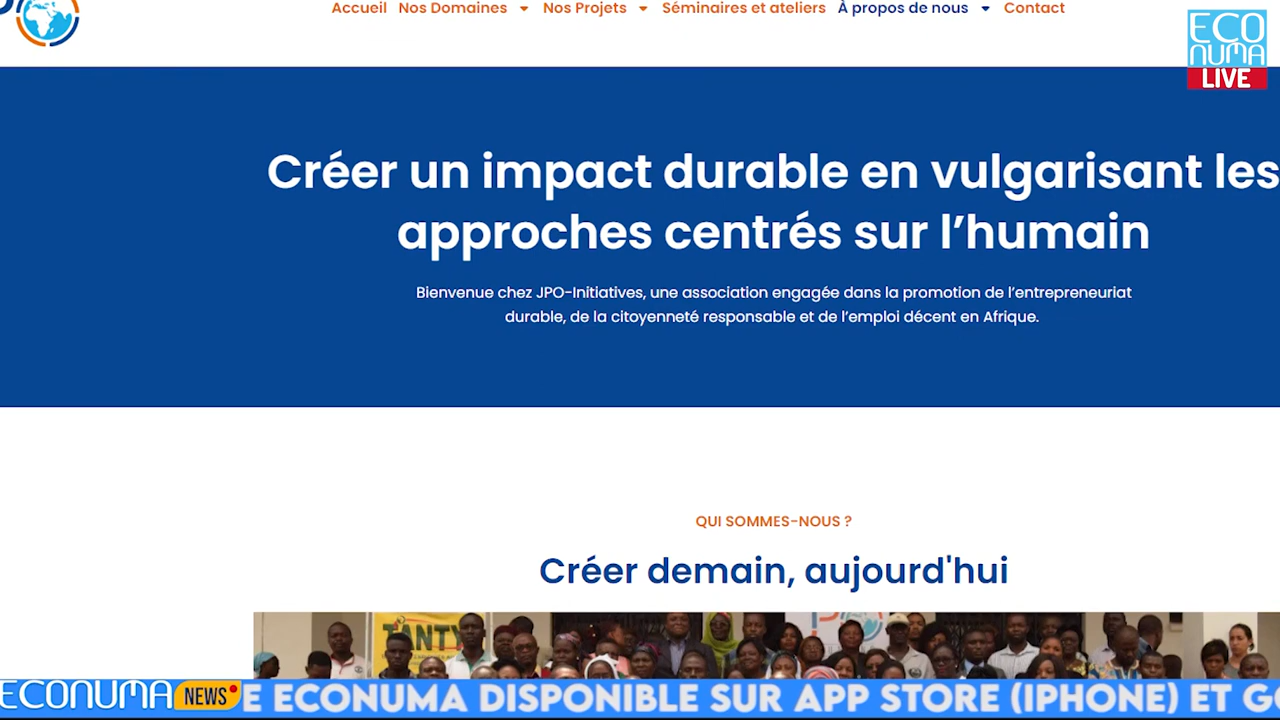 Accueil Nos Domaines Nos Projets Séminaires et ateliers À propos de nous Contact
ECO
NUMA
LIVE
Créer un impact durable en vulgarisant les
approches centrés sur l’humain
Bienvenue chez JPO-Initiatives, une association engagée dans la promotion de l’entrepreneuriat
durable, de la citoyenneté responsable et de l’emploi décent en Afrique.
QUI SOMMES-NOUS ?
Créer demain, aujourd'hui
TANTY
ECONUMA NEWS E ECONUMA DISPONIBLE SUR APP STORE (IPHONE) ET GO